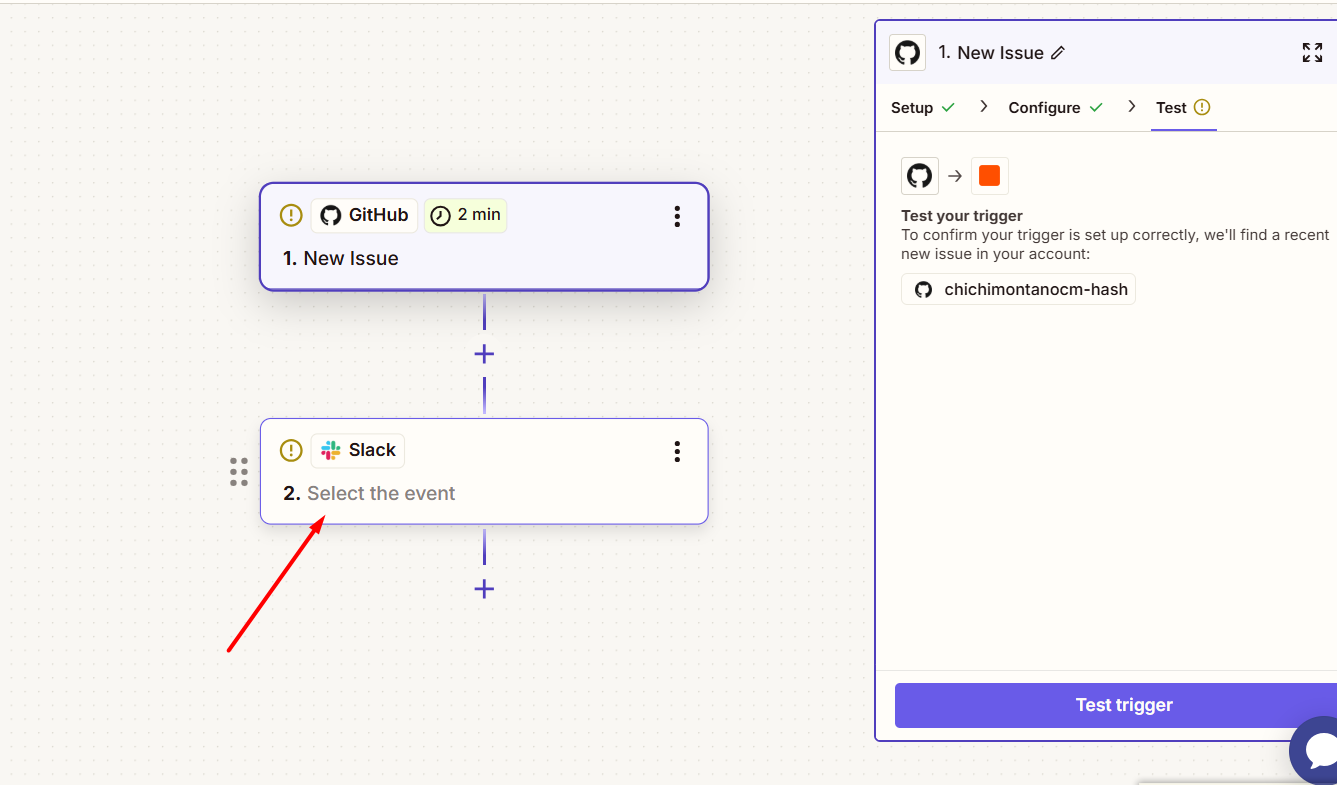 1. New Issue
Setup
Configure
Test
Test your trigger
To confirm your trigger is set up correctly, we'll find a recent
new issue in your account:
chichimontanocm-hash
Test trigger
GitHub
2 min
1. New Issue
Slack
2. Select the event